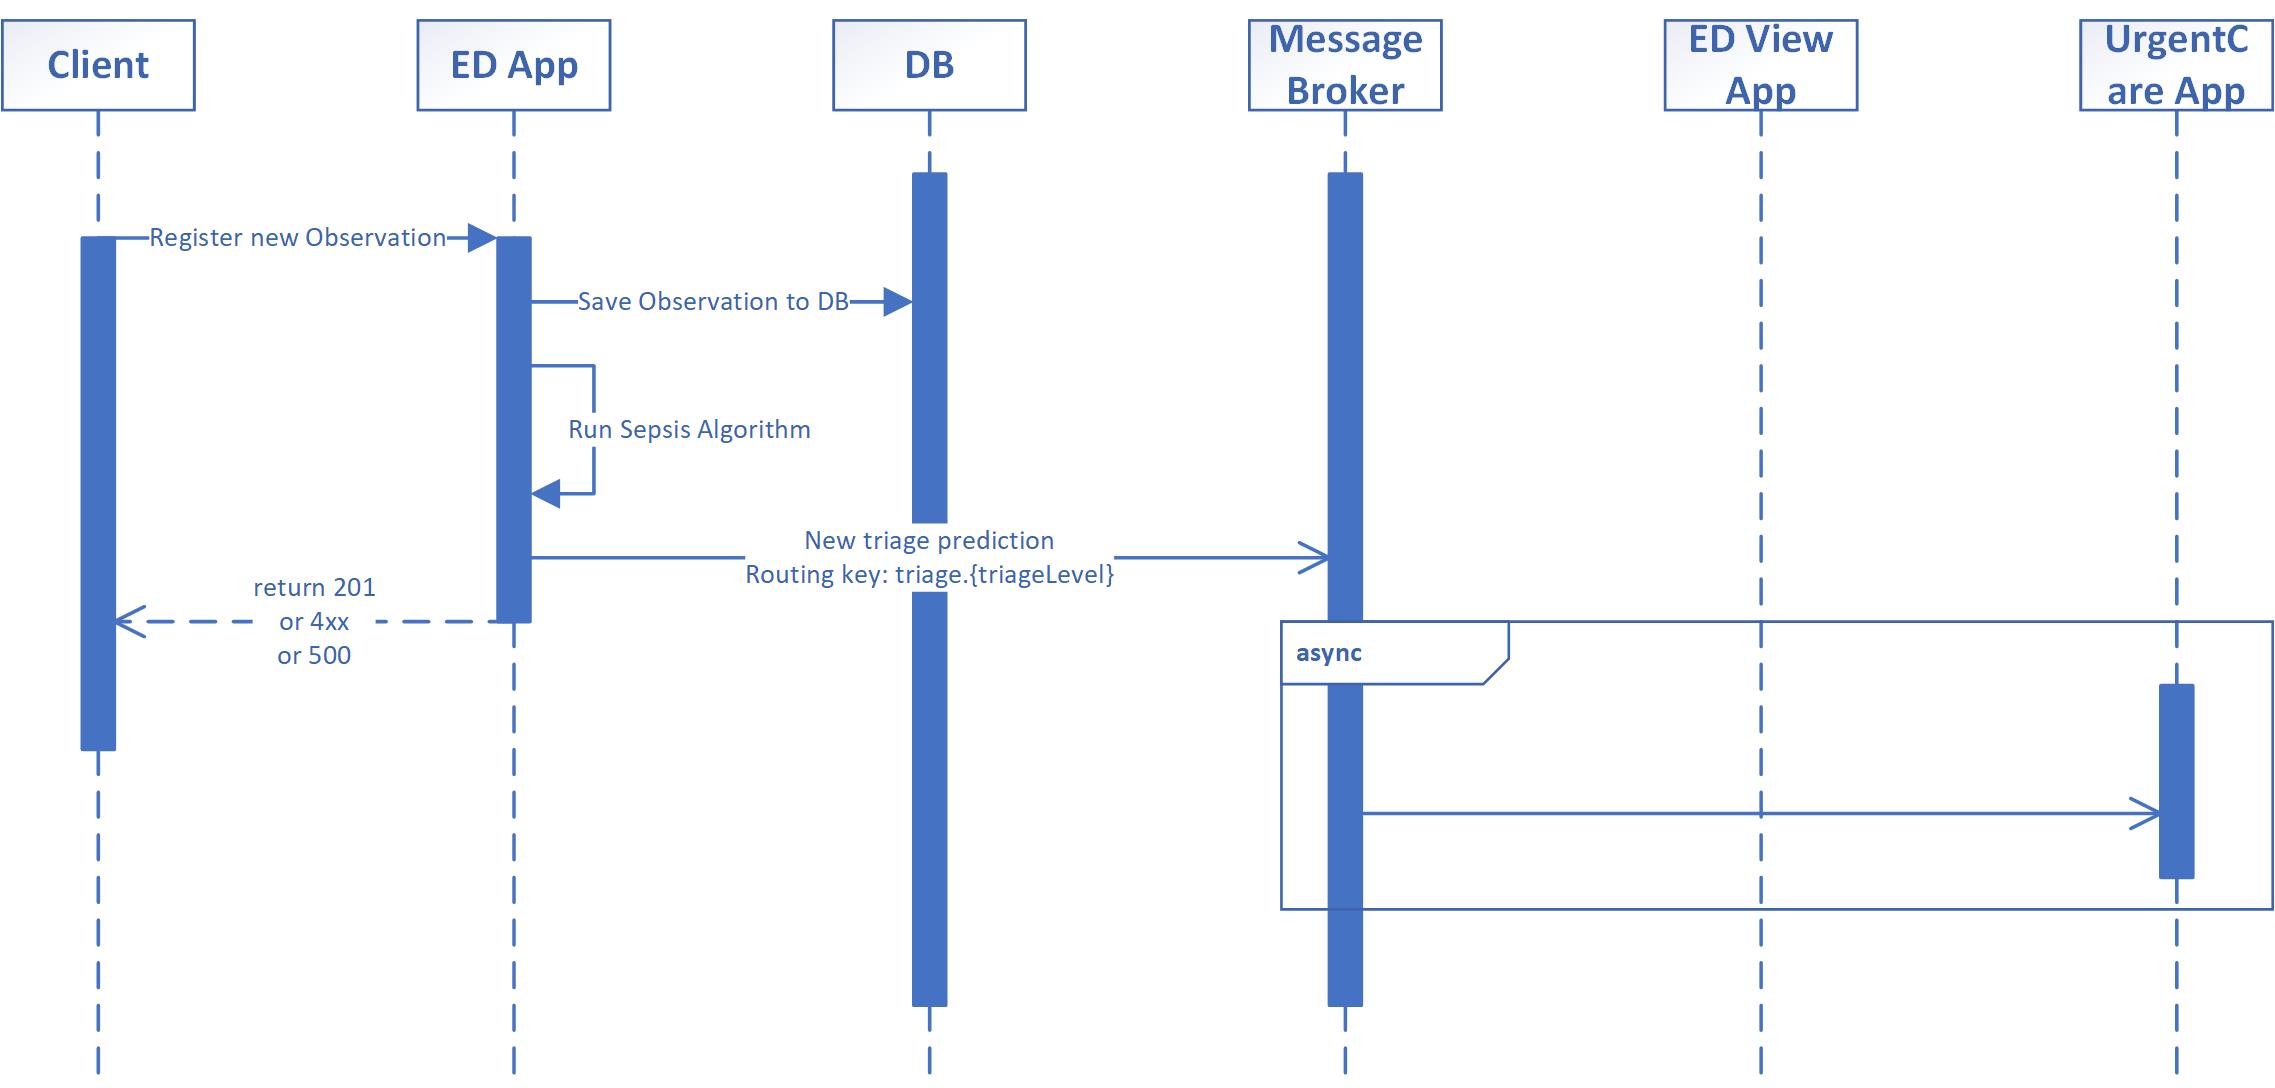 Client
ED App
DB
Message
Broker
ED View
App
UrgentC
are App
Register new Observation
Save Observation to DB
Run Sepsis Algorithm
New triage prediction
Routing key: triage.{triageLevel}
return 201
or 4xx
or 500
async